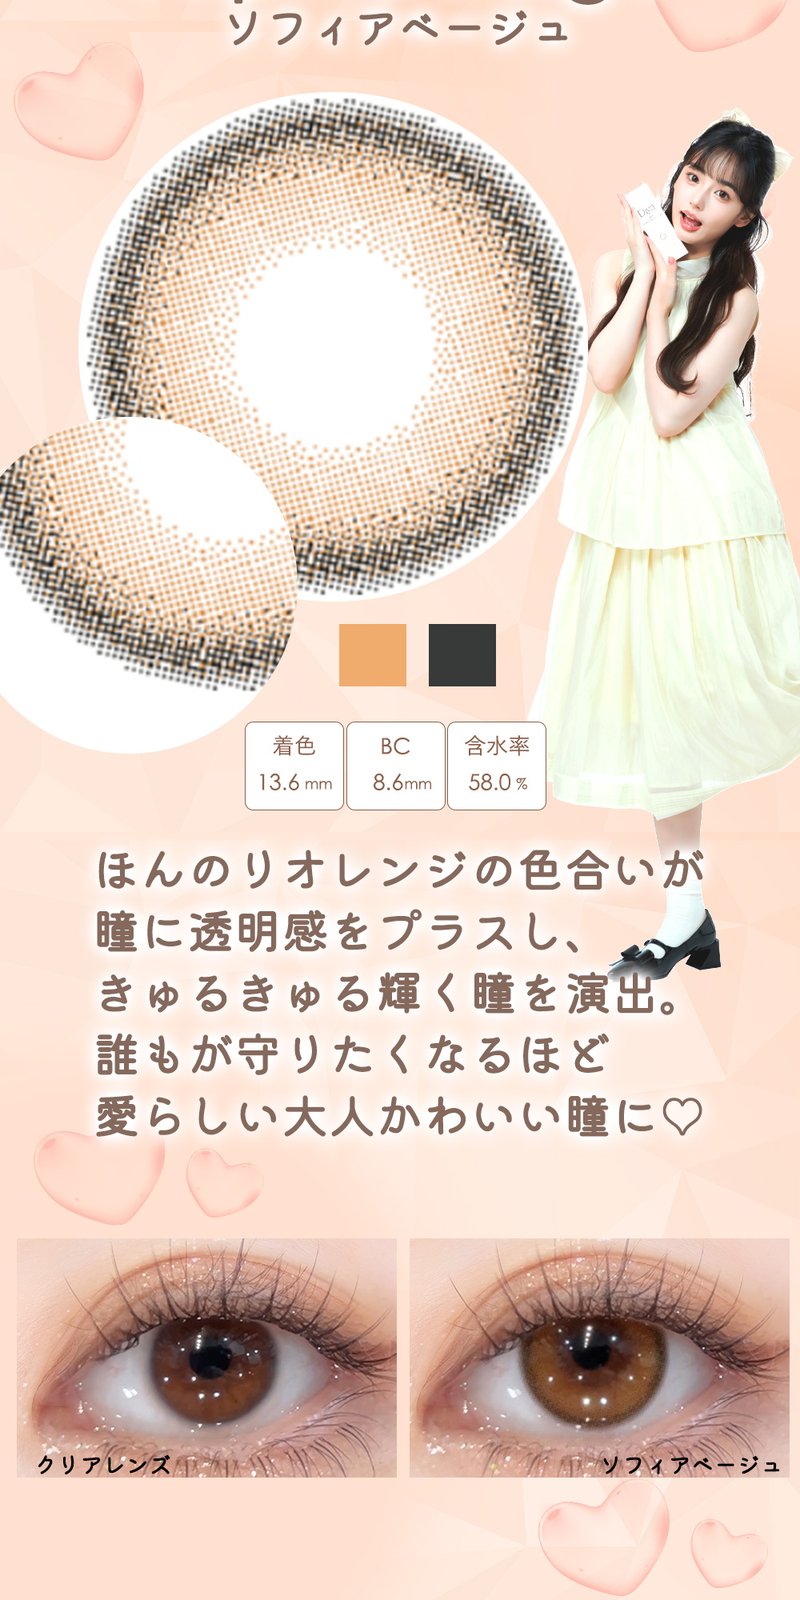 ソフィアベージュ
着色
13.6 mm
BC
8.6mm
含水率
58.0 %
ほんのりオレンジの色合いが
瞳に透明感をプラスし、
きゅるきゅる輝く瞳を演出。
誰もが守りたくなるほど
愛らしい大人かわいい瞳に♡
クリアレンズ
ソフィアベージュ